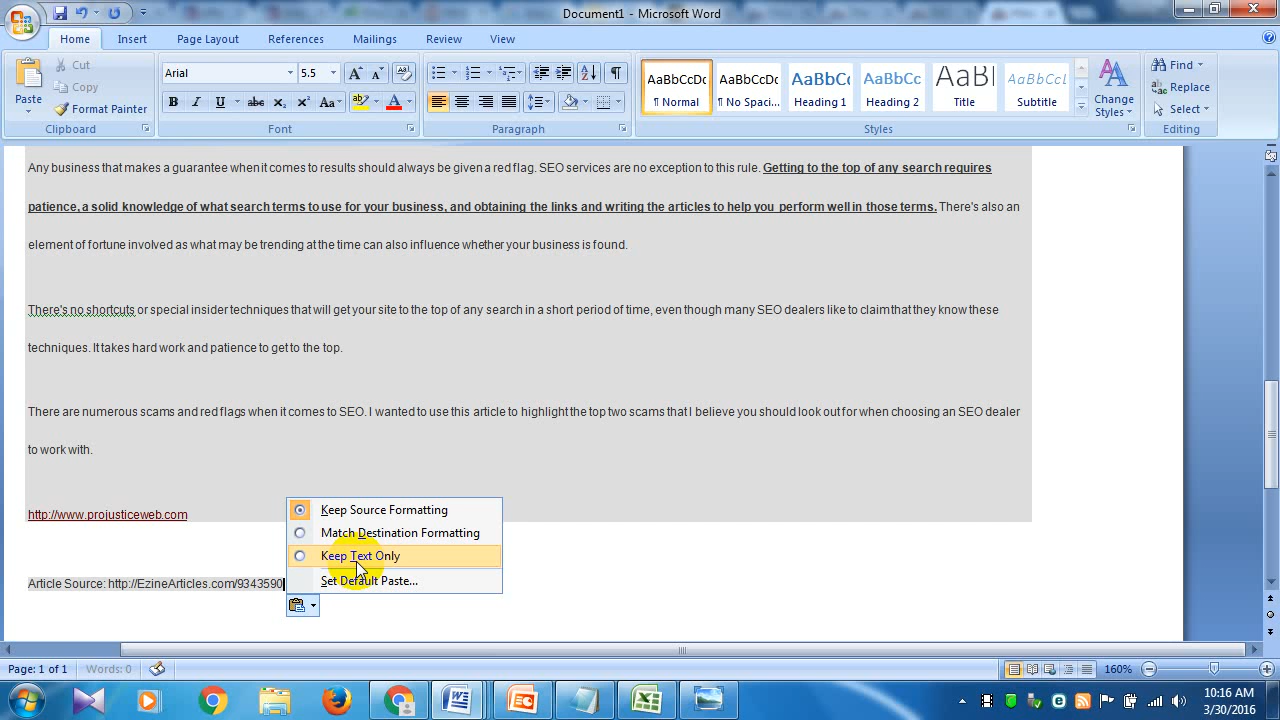 Document1 - Microsoft Word
Home Insert Page Layout References Mailings Review View
Paste
Cut
Copy
Format Painter
Clipboard
Arial 5.5
B I U abc x₂ x² Aa ab A
Font
Paragraph
AaBbCcDc AaBbCcDc AaBbCc AaBbCc AaB AaBbCcL
¶ Normal ¶ No Spaci... Heading 1 Heading 2 Title Subtitle
Change
Styles
Styles
Find
Replace
Select
Editing
Any business that makes a guarantee when it comes to results should always be given a red flag. SEO services are no exception to this rule. Getting to the top of any search requires
patience, a solid knowledge of what search terms to use for your business, and obtaining the links and writing the articles to help you perform well in those terms. There's also an
element of fortune involved as what may be trending at the time can also influence whether your business is found.
There's no shortcuts or special insider techniques that will get your site to the top of any search in a short period of time, even though many SEO dealers like to claim that they know these
techniques. It takes hard work and patience to get to the top.
There are numerous scams and red flags when it comes to SEO. I wanted to use this article to highlight the top two scams that I believe you should look out for when choosing an SEO dealer
to work with.
http://www.projusticeweb.com
Keep Source Formatting
Match Destination Formatting
Keep Text Only
Set Default Paste...
Article Source: http://EzineArticles.com/9343590
Page: 1 of 1 Words: 0 160%
10:16 AM
3/30/2016